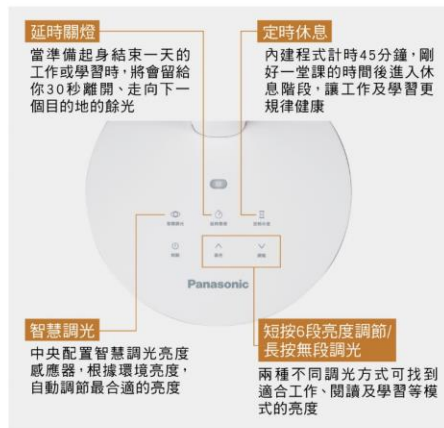 延時關燈
當準備起身結束一天的
工作或學習時，將會留給
你30秒離開、走向下一
個目的地的餘光
定時休息
內建程式計時45分鐘，剛
好一堂課的時間後進入休
息階段，讓工作及學習更
規律健康
Panasonic
智慧調光
中央配置智慧調光亮度
感應器，根據環境亮度，
自動調節最合適的亮度
短按6段亮度調節/
長按無段調光
兩種不同調光方式可找到
適合工作、閱讀及學習等模
式的亮度